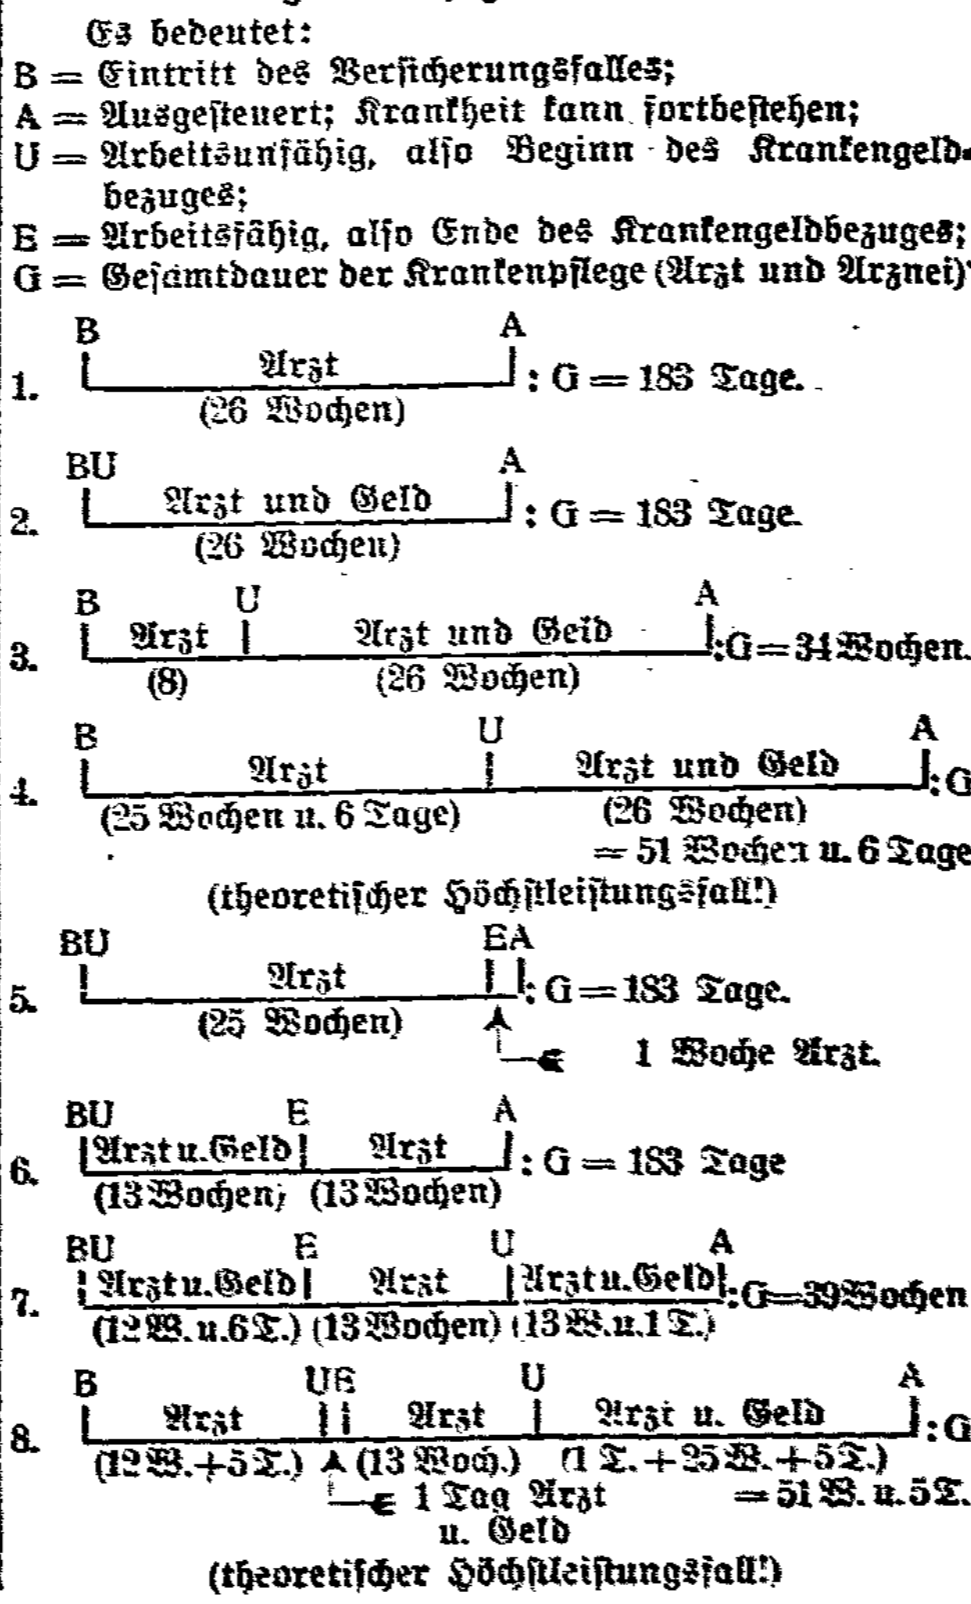 Es bedeutet:
B = Eintritt des Versicherungsfalles;
A = Ausgesteuert; Krankheit kann fortbestehen;
U = Arbeitsunfähig, also Beginn des Krankengeld-
bezuges;
E = Arbeitsfähig, also Ende des Krankengeldbezuges;
G = Gesamtdauer der Krankenpflege (Arzt und Arznei)
B A
1. Arzt : G = 183 Tage.
(26 Wochen)
BU A
2. Arzt und Geld : G = 183 Tage.
(26 Wochen)
B U A
3. Arzt Arzt und Geld : G = 34 Wochen.
(8) (26 Wochen)
B U A
4. Arzt Arzt und Geld : G
(25 Wochen u. 6 Tage) (26 Wochen)
= 51 Wochen u. 6 Tage
(theoretischer Höchstleistungsfall!)
BU EA
5. Arzt : G = 183 Tage.
(25 Wochen)
1 Woche Arzt.
BU E A
6. Arzt u. Geld Arzt : G = 183 Tage
(13 Wochen) (13 Wochen)
BU E U A
7. Arzt u. Geld Arzt Arzt u. Geld : G = 39 Wochen
(12 W. u. 6 T.) (13 Wochen) (13 W. u. 1 T.)
B UE U A
8. Arzt Arzt Arzt u. Geld : G
(12 W. + 5 T.) (13 Woch.) (1 T. + 25 W. + 5 T.)
1 Tag Arzt = 51 W. u. 5 T.
u. Geld
(theoretischer Höchstleistungsfall!)